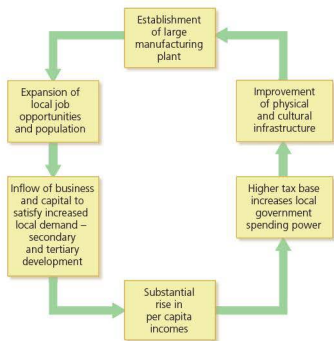 Establishment
of large
manufacturing
plant
Expansion of
local job
opportunities
and population
Improvement
of physical
and cultural
infrastructure
Inflow of business
and capital to
satisfy increased
local demand –
secondary
and tertiary
development
Higher tax base
increases local
government
spending power
Substantial
rise in
per capita
incomes